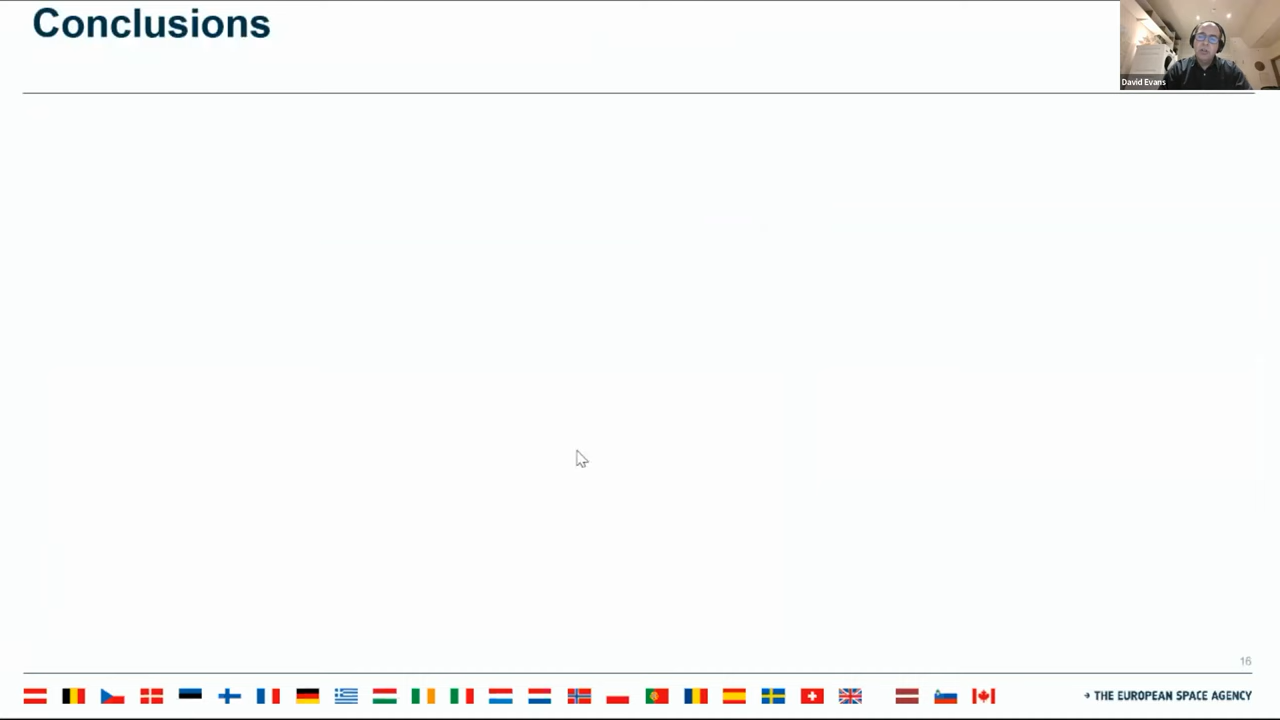 Conclusions
David Evans
16
→ THE EUROPEAN SPACE AGENCY